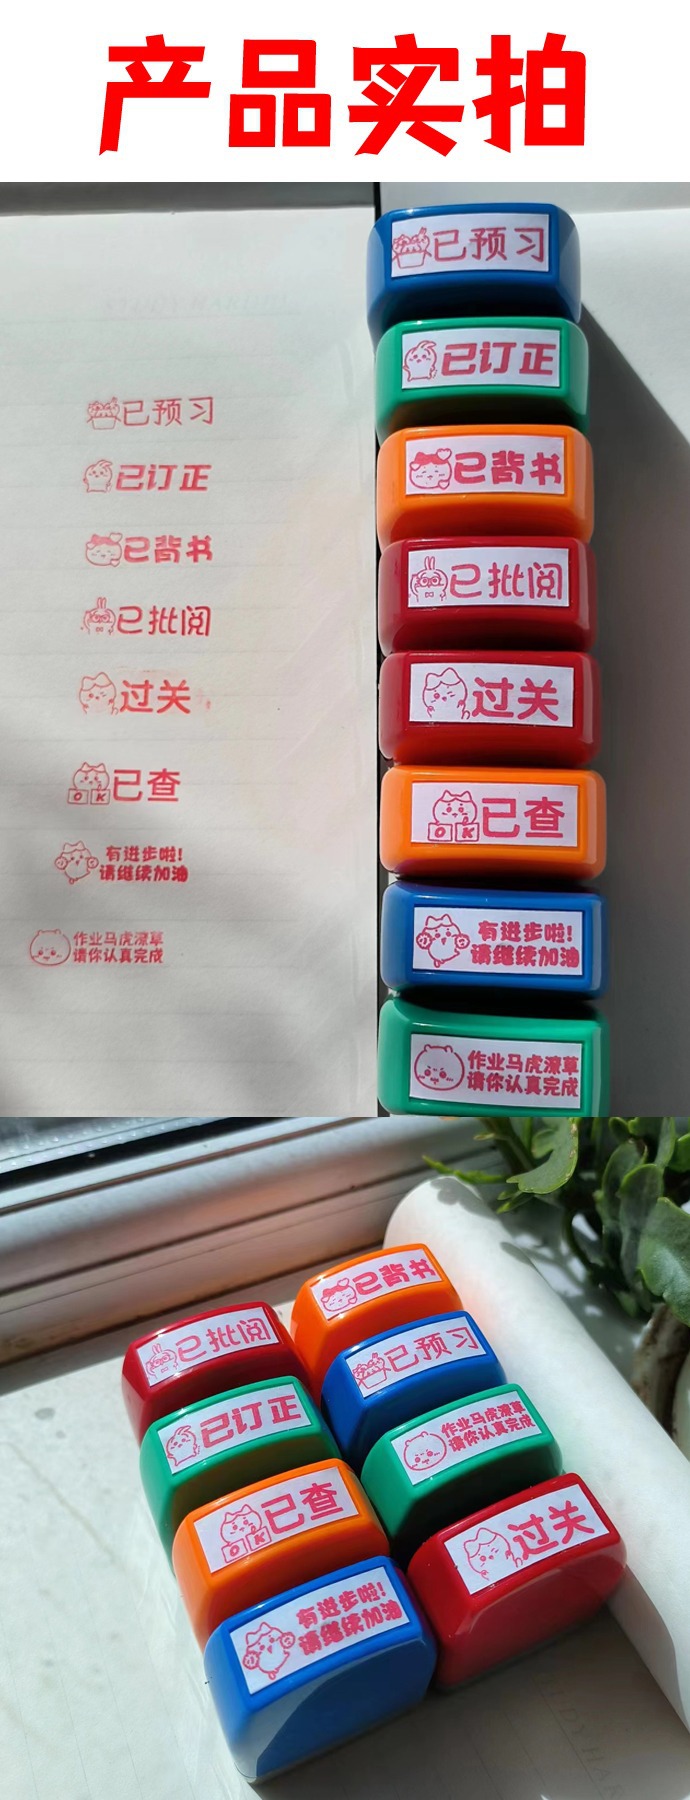 产品实拍
已预习
已订正
已背书
已批阅
过关
OK已查
有进步啦!
请继续加油
作业马虎潦草
请你认真完成
已预习
已订正
已背书
已批阅
过关
OK已查
有进步啦!
请继续加油
作业马虎潦草
请你认真完成
已背书
已批阅
已预习
已订正
作业马虎潦草
请你认真完成
OK已查
过关
有进步啦!
请继续加油